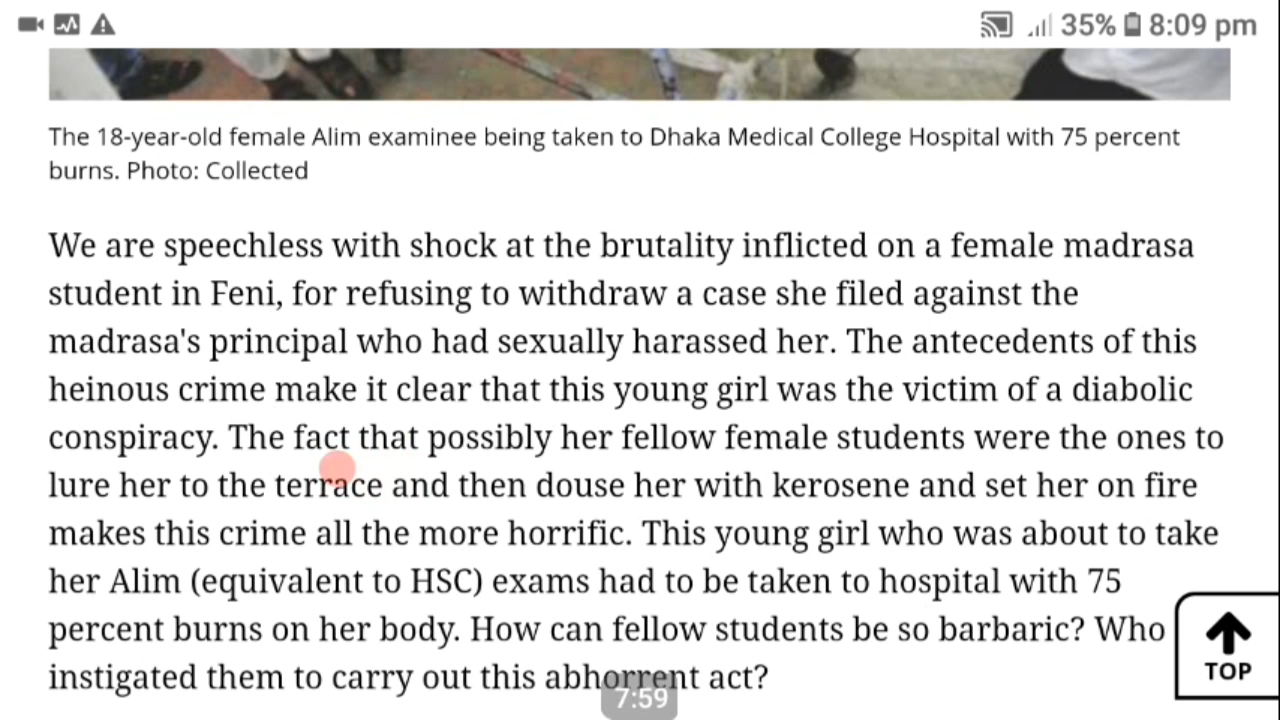 35% 8:09 pm
The 18-year-old female Alim examinee being taken to Dhaka Medical College Hospital with 75 percent
burns. Photo: Collected
We are speechless with shock at the brutality inflicted on a female madrasa
student in Feni, for refusing to withdraw a case she filed against the
madrasa's principal who had sexually harassed her. The antecedents of this
heinous crime make it clear that this young girl was the victim of a diabolic
conspiracy. The fact that possibly her fellow female students were the ones to
lure her to the terrace and then douse her with kerosene and set her on fire
makes this crime all the more horrific. This young girl who was about to take
her Alim (equivalent to HSC) exams had to be taken to hospital with 75
percent burns on her body. How can fellow students be so barbaric? Who
instigated them to carry out this abhorrent act?
TOP
7:59